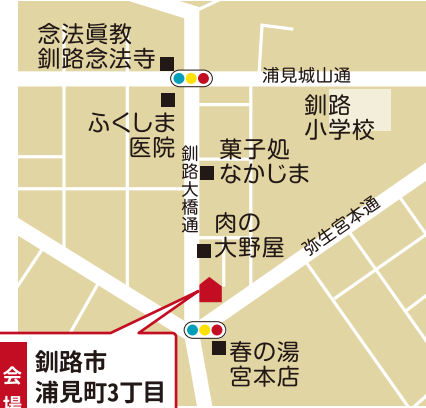 念法眞教
釧路念法寺
浦見城山通
釧路
小学校
ふくしま
医院
釧路大橋通
菓子処
なかじま
肉の
大野屋
弥生宮本通
春の湯
宮本店
会場
釧路市
浦見町3丁目